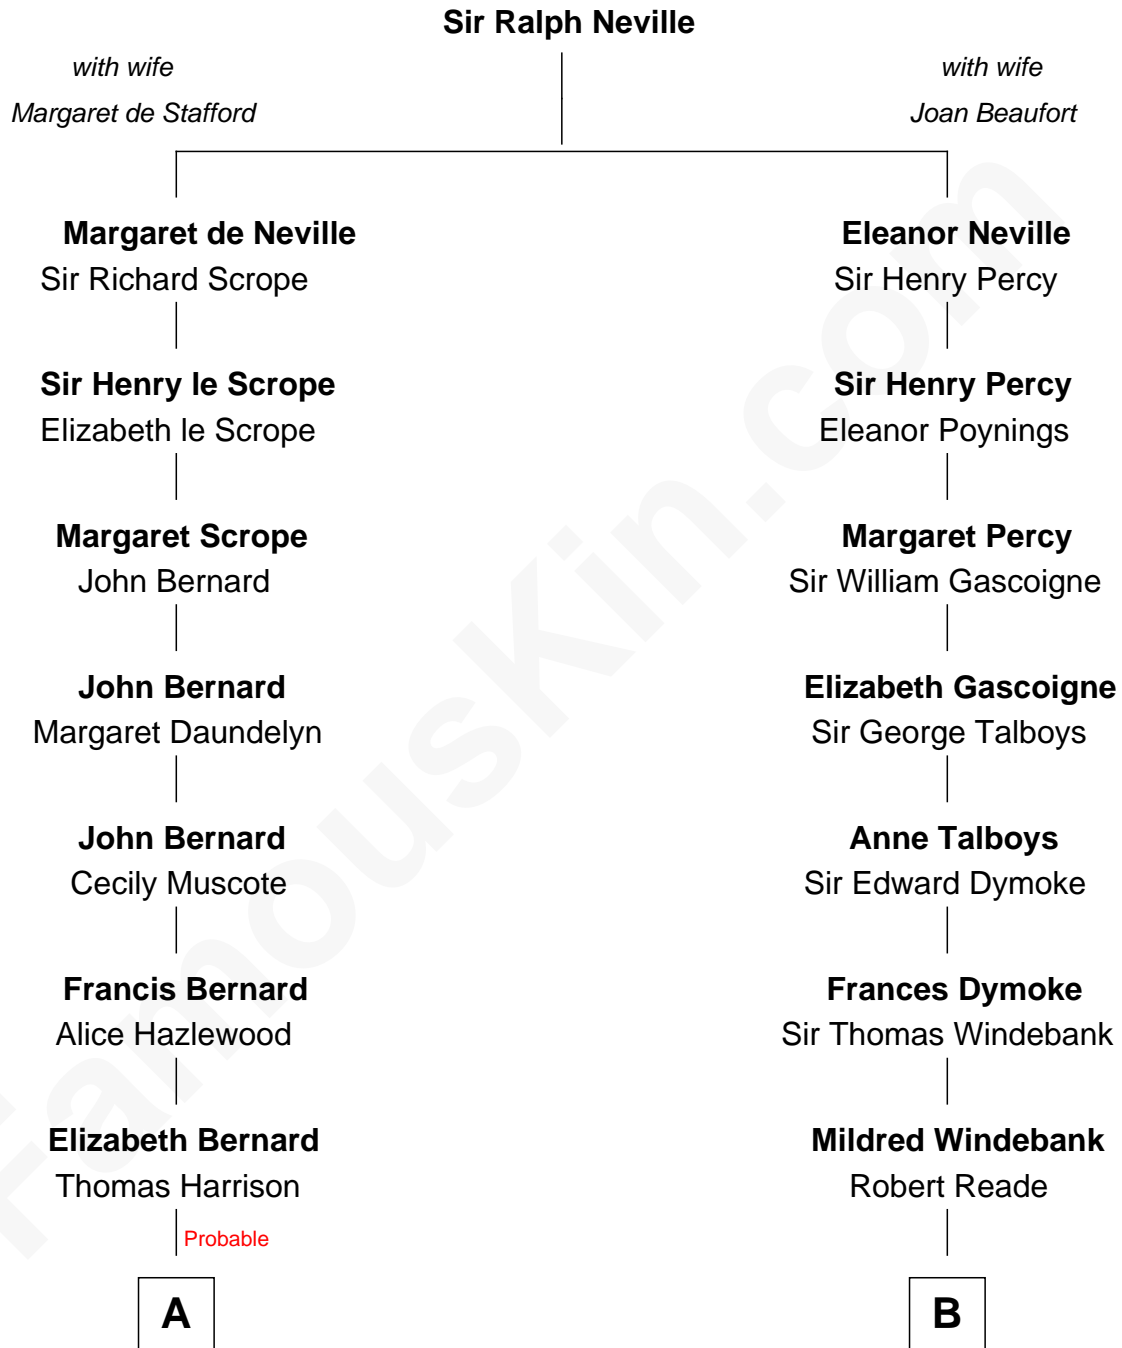 Sir Ralph Neville
with wife
Margaret de Stafford
with wife
Joan Beaufort
Margaret de Neville
Sir Richard Scrope
Eleanor Neville
Sir Henry Percy
Sir Henry le Scrope
Elizabeth le Scrope
Sir Henry Percy
Eleanor Poynings
Margaret Scrope
John Bernard
Margaret Percy
Sir William Gascoigne
John Bernard
Margaret Daundelyn
Elizabeth Gascoigne
Sir George Talboys
John Bernard
Cecily Muscote
Anne Talboys
Sir Edward Dymoke
Francis Bernard
Alice Hazlewood
Frances Dymoke
Sir Thomas Windebank
Elizabeth Bernard
Thomas Harrison
Mildred Windebank
Robert Reade
Probable
A
B
FamousKin.com